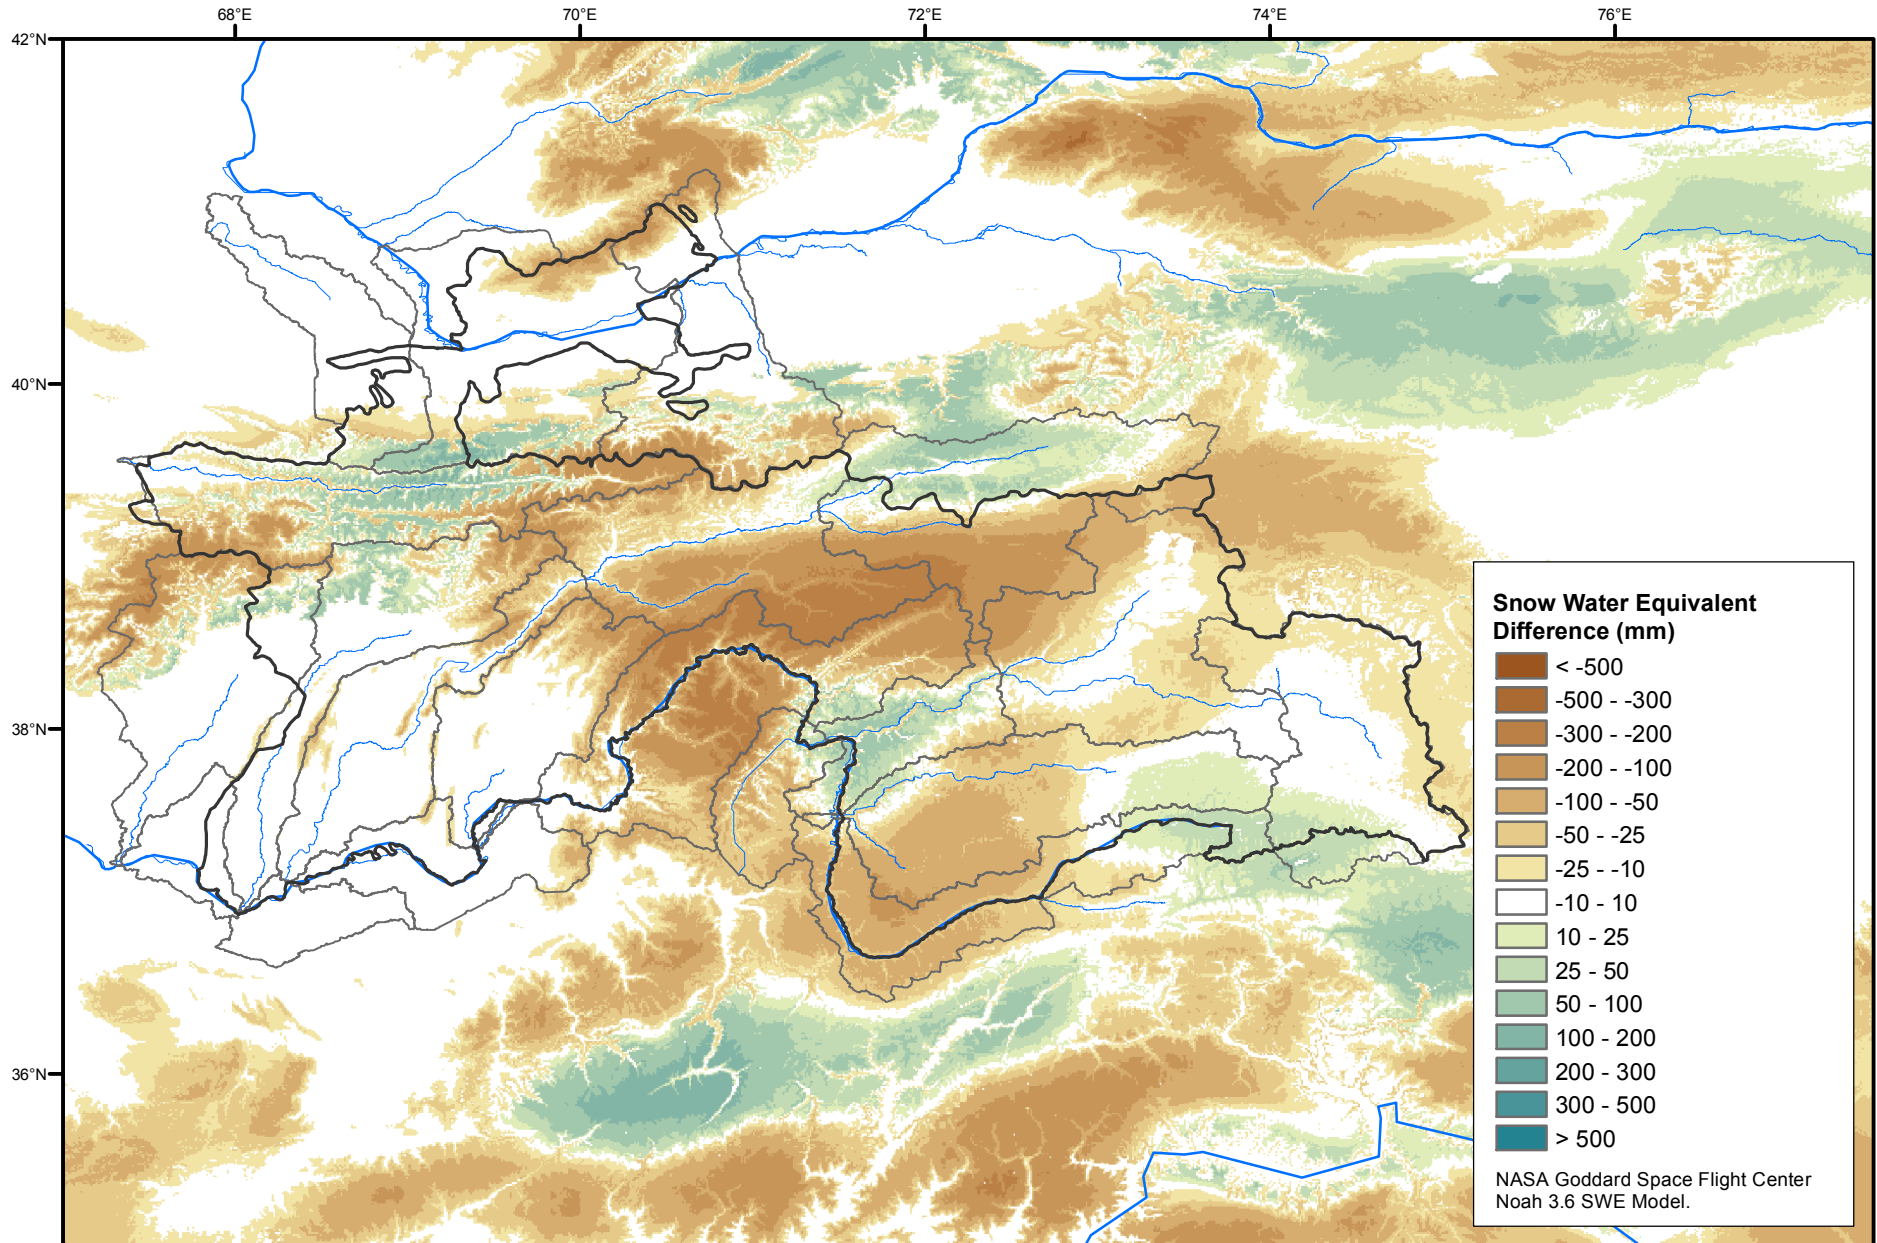 68°E
70°E
72°E
74°E
76°E
42°N
40°N
38°N
36°N
Snow Water Equivalent
Difference (mm)
< -500
-500 - -300
-300 - -200
-200 - -100
-100 - -50
-50 - -25
-25 - -10
-10 - 10
10 - 25
25 - 50
50 - 100
100 - 200
200 - 300
300 - 500
> 500
NASA Goddard Space Flight Center
Noah 3.6 SWE Model.